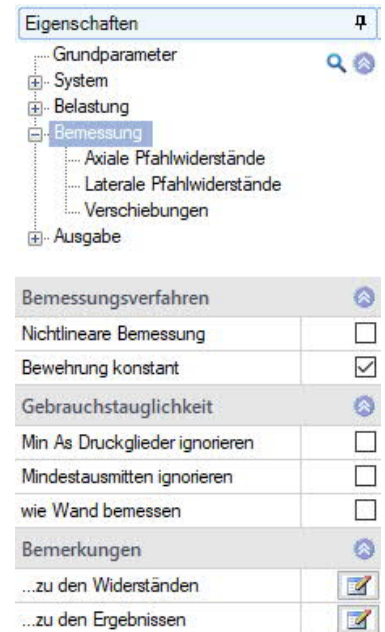 Eigenschaften
Grundparameter
System
Belastung
Bemessung
Axiale Pfahlwiderstände
Laterale Pfahlwiderstände
Verschiebungen
Ausgabe
Bemessungsverfahren
Nichtlineare Bemessung
Bewehrung konstant
Gebrauchstauglichkeit
Min As Druckglieder ignorieren
Mindestausmitten ignorieren
wie Wand bemessen
Bemerkungen
...zu den Widerständen
...zu den Ergebnissen